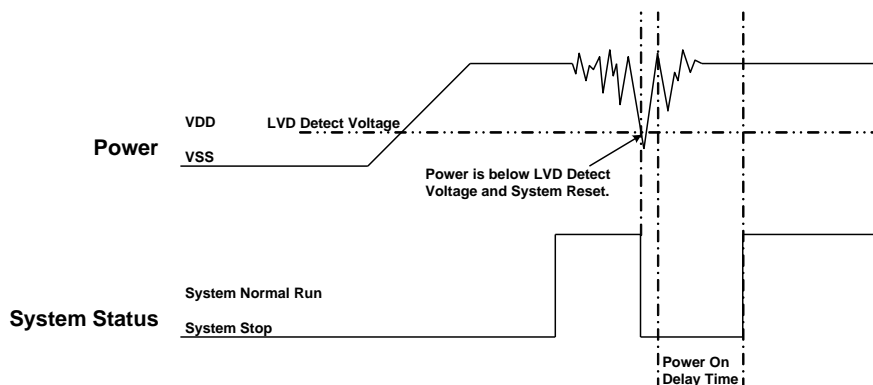 VDD
LVD Detect Voltage
Power
VSS
Power is below LVD Detect
Voltage and System Reset.
System Normal Run
System Status
System Stop
Power On
Delay Time